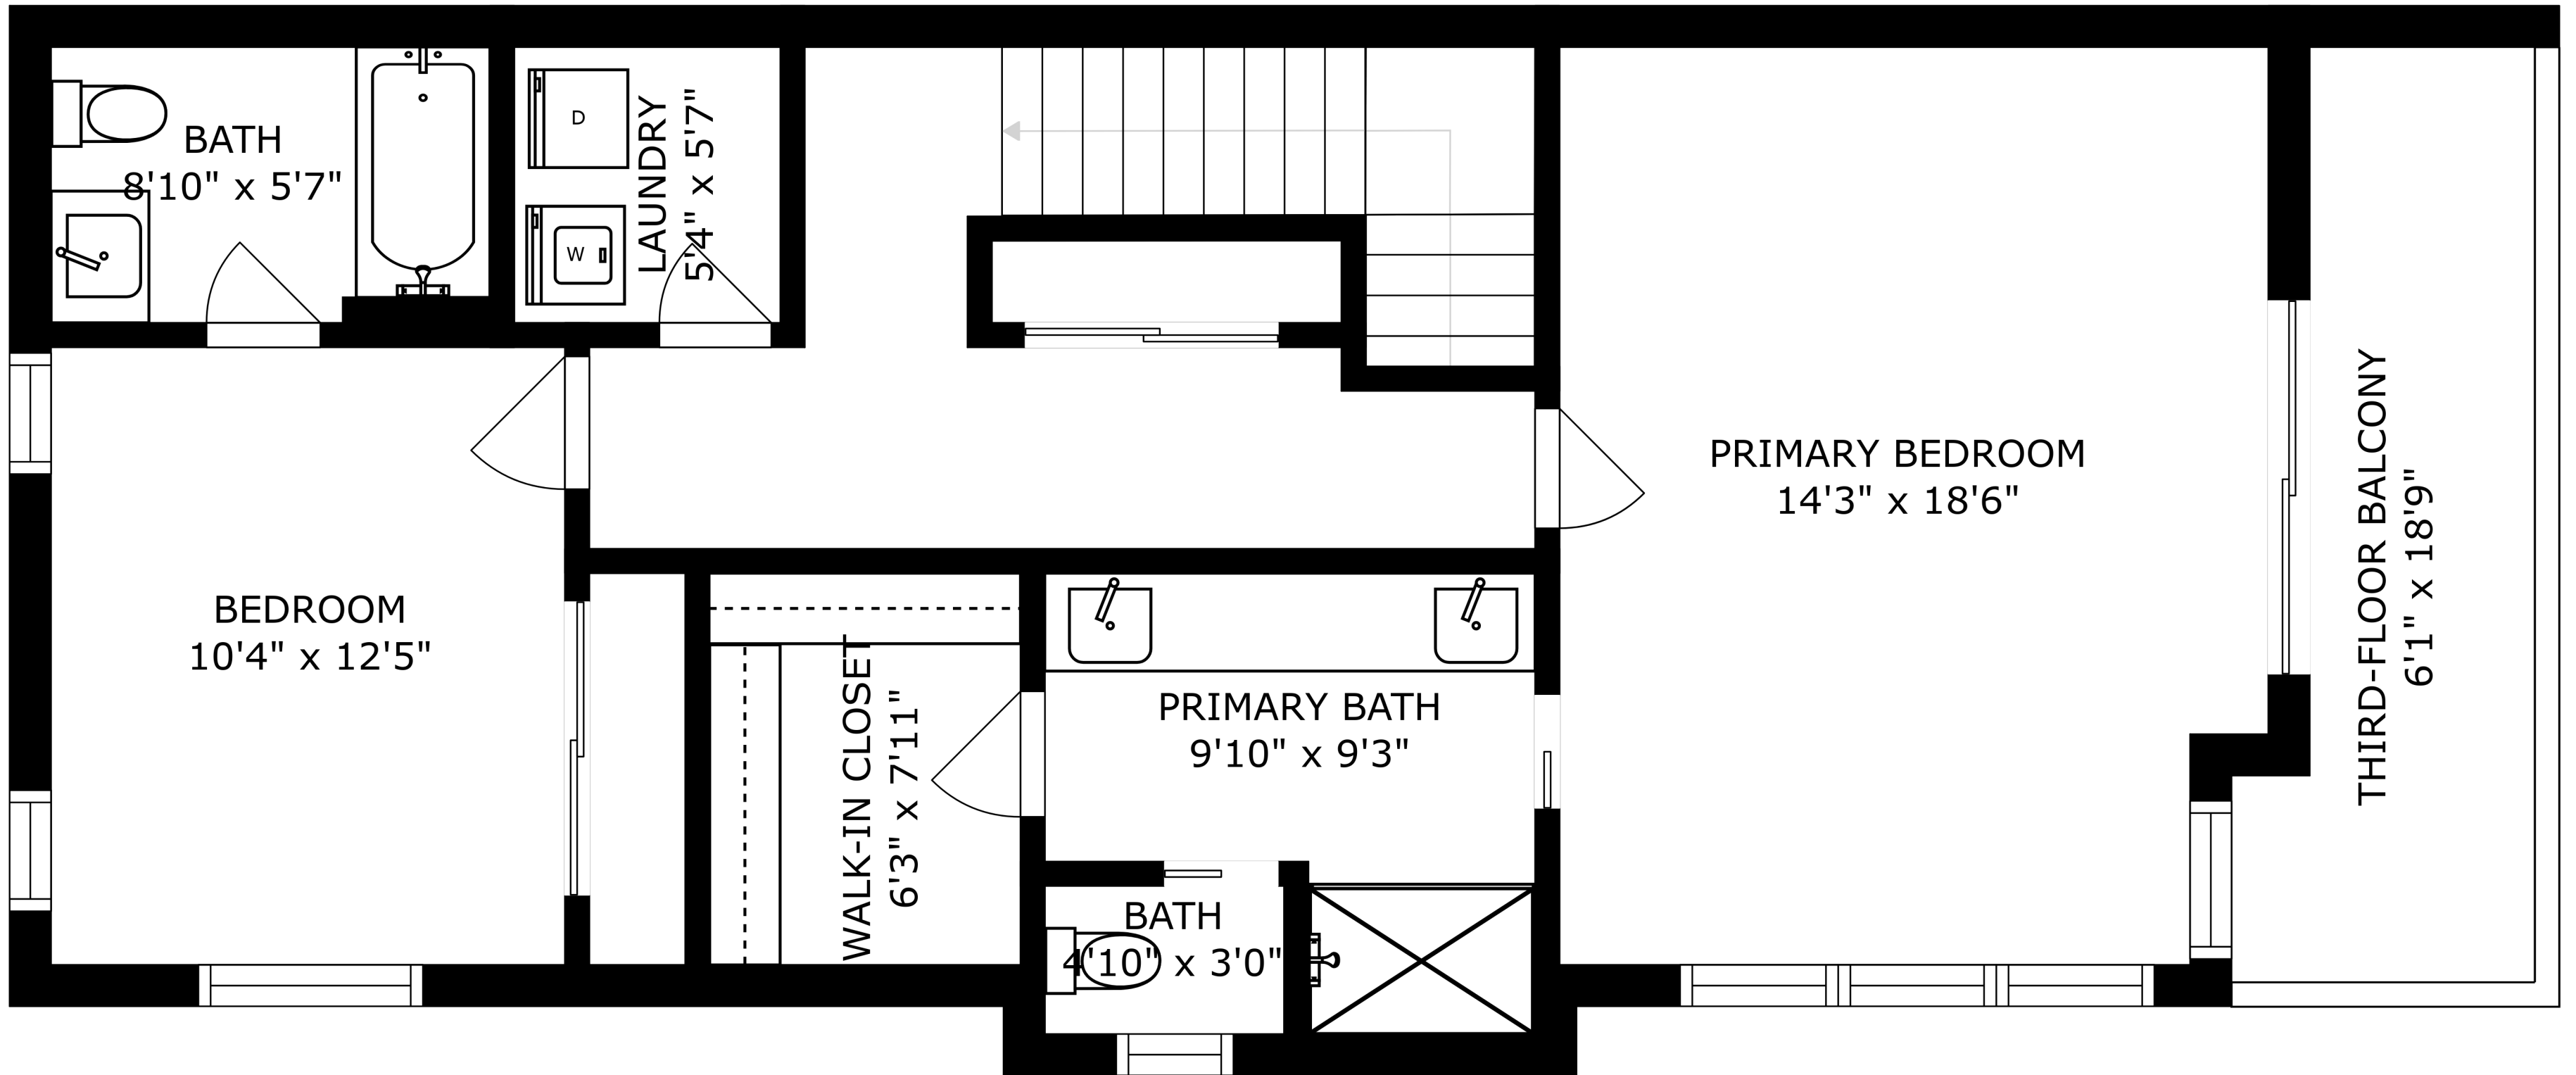 BATH
8'10" x 5'7"
D
W
LAUNDRY
5'4" x 5'7"
PRIMARY BEDROOM
14'3" x 18'6"
THIRD-FLOOR BALCONY
6'1" x 18'9"
BEDROOM
10'4" x 12'5"
WALK-IN CLOSET
6'3" x 7'11"
PRIMARY BATH
9'10" x 9'3"
BATH
4'10" x 3'0"